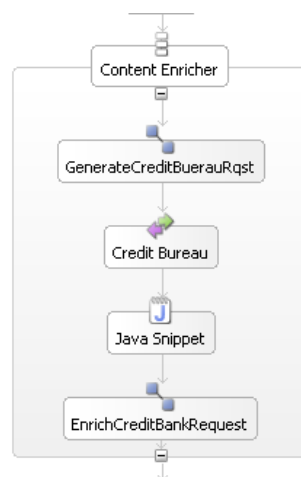 Content Enricher
GenerateCreditBuerauRqst
Credit Bureau
J
Java Snippet
EnrichCreditBankRequest